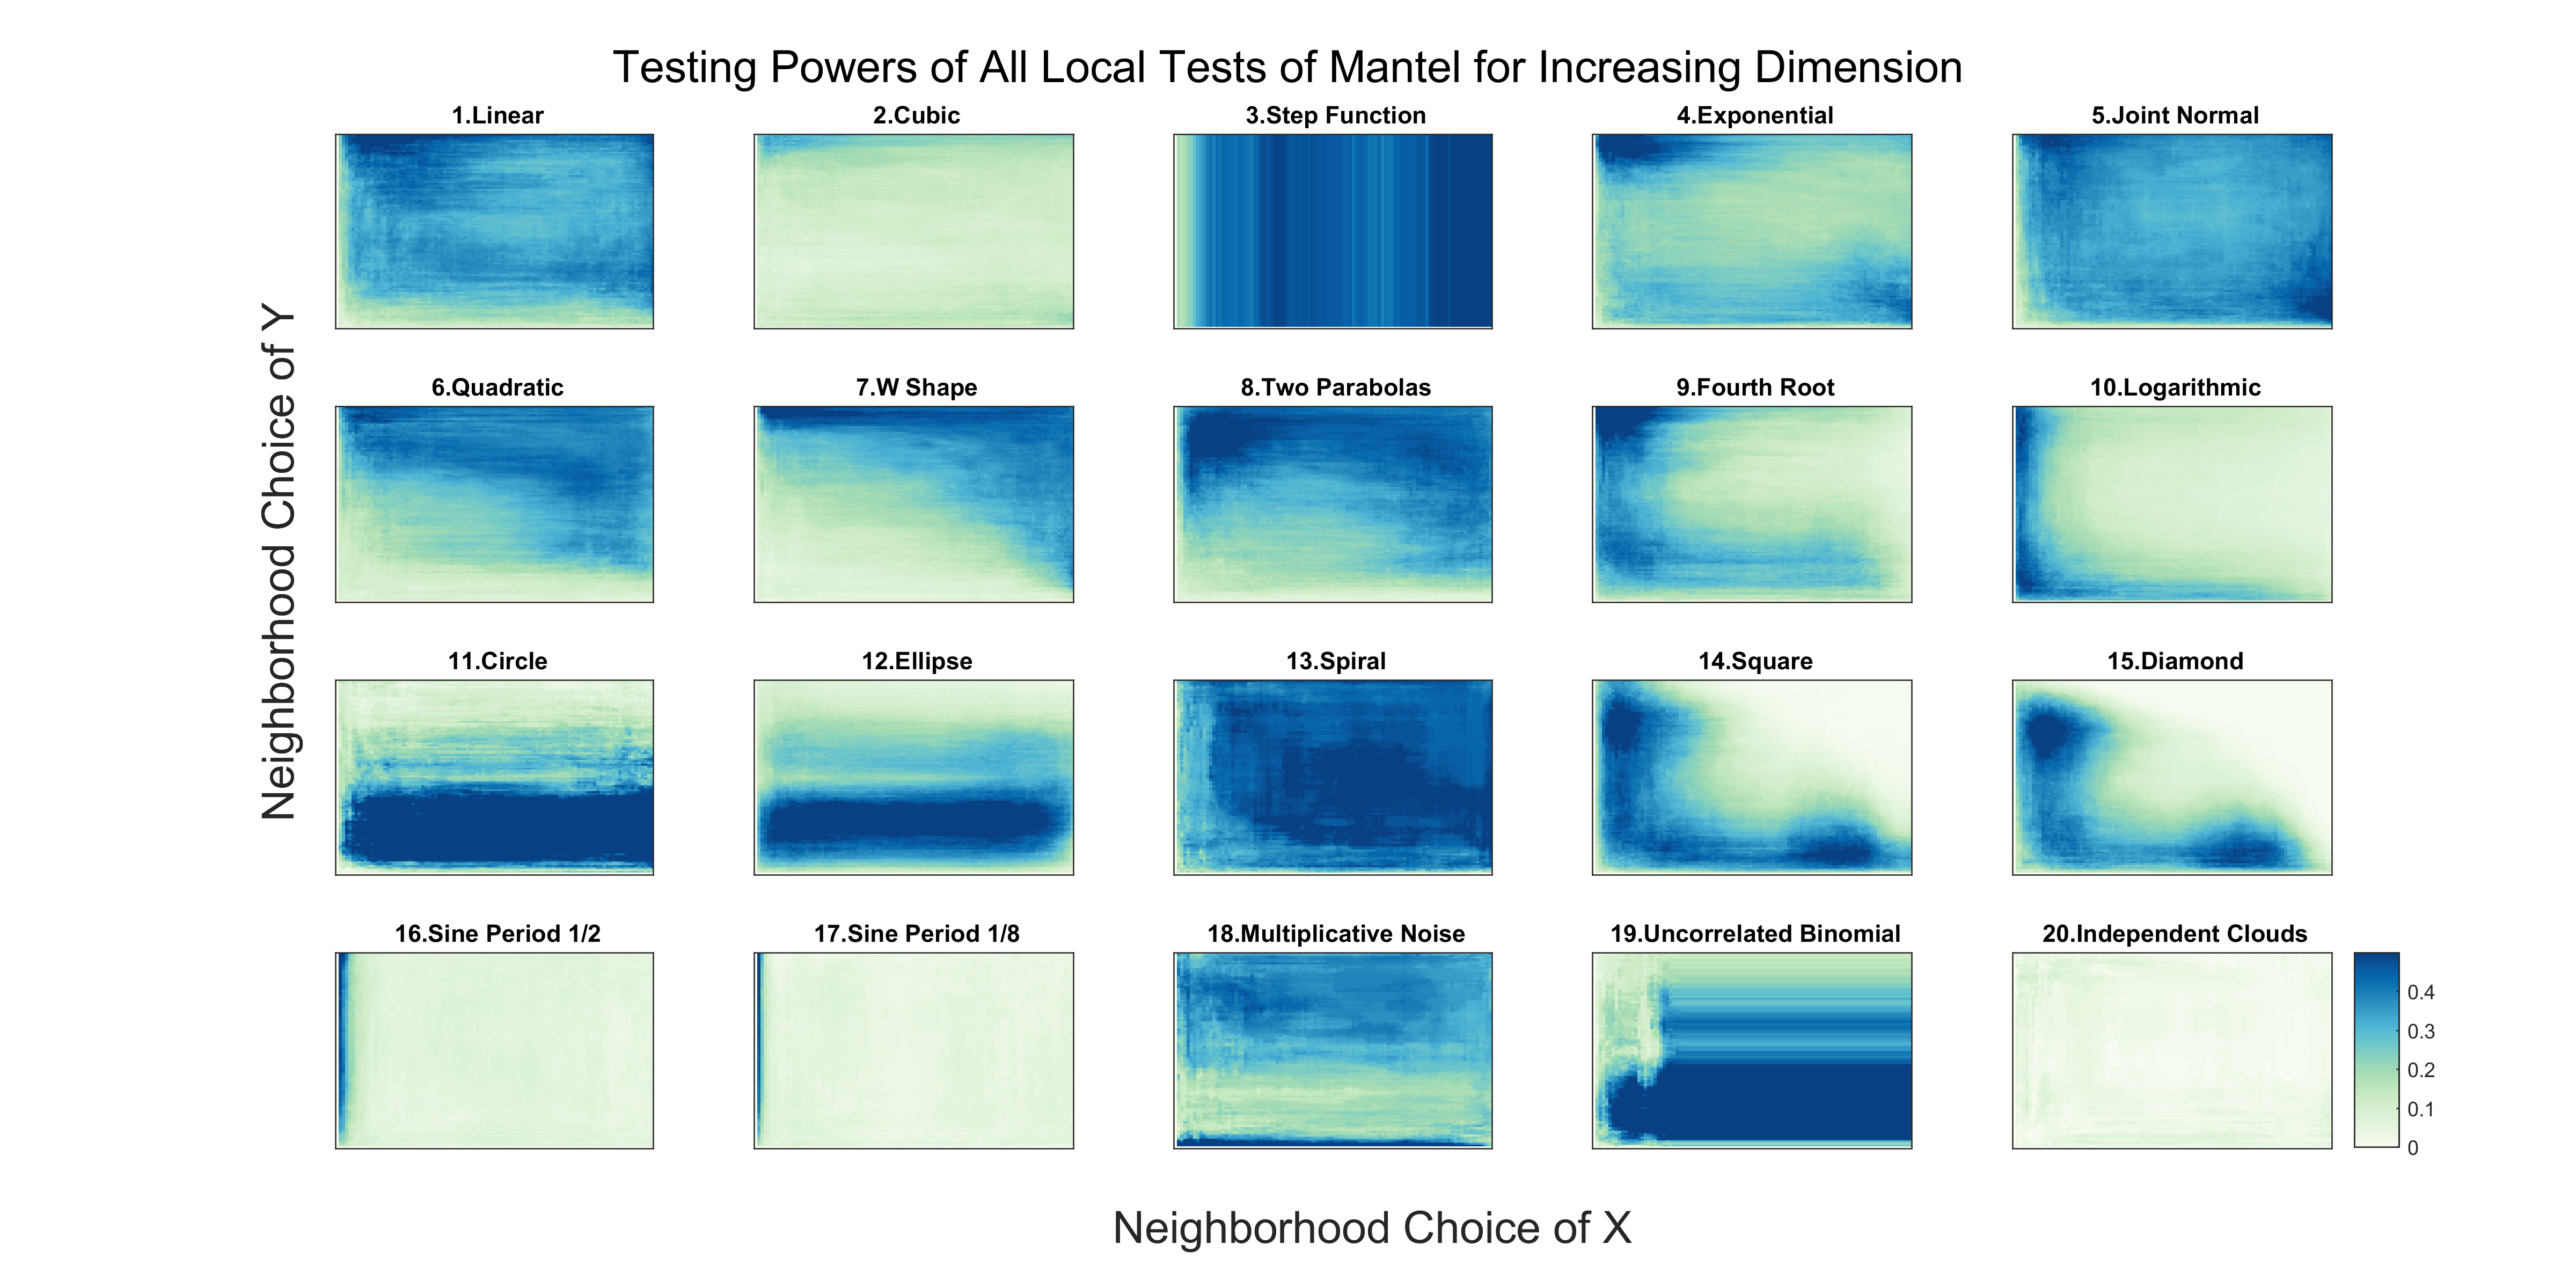 Testing Powers of All Local Tests of Mantel for Increasing Dimension
1.Linear
2.Cubic
3.Step Function
4.Exponential
5.Joint Normal
6.Quadratic
7.W Shape
8.Two Parabolas
9.Fourth Root
10.Logarithmic
11.Circle
12.Ellipse
13.Spiral
14.Square
15.Diamond
16.Sine Period 1/2
17.Sine Period 1/8
18.Multiplicative Noise
19.Uncorrelated Binomial
20.Independent Clouds
0.4
0.3
0.2
0.1
0
Neighborhood Choice of Y
Neighborhood Choice of X